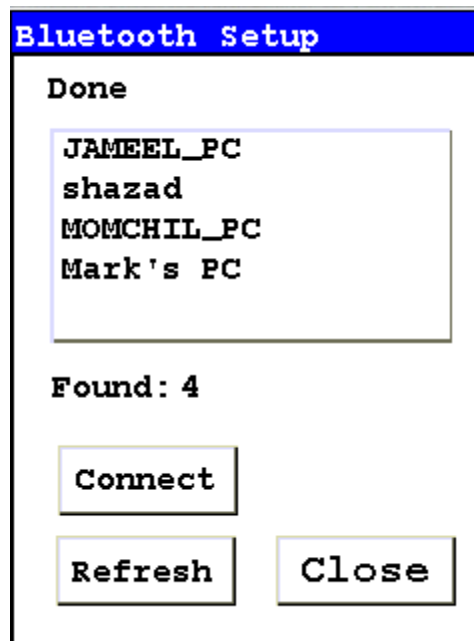 Bluetooth Setup
Done
JAMEEL_PC
shazad
MOMCHIL_PC
Mark's PC
Found: 4
Connect
Refresh Close